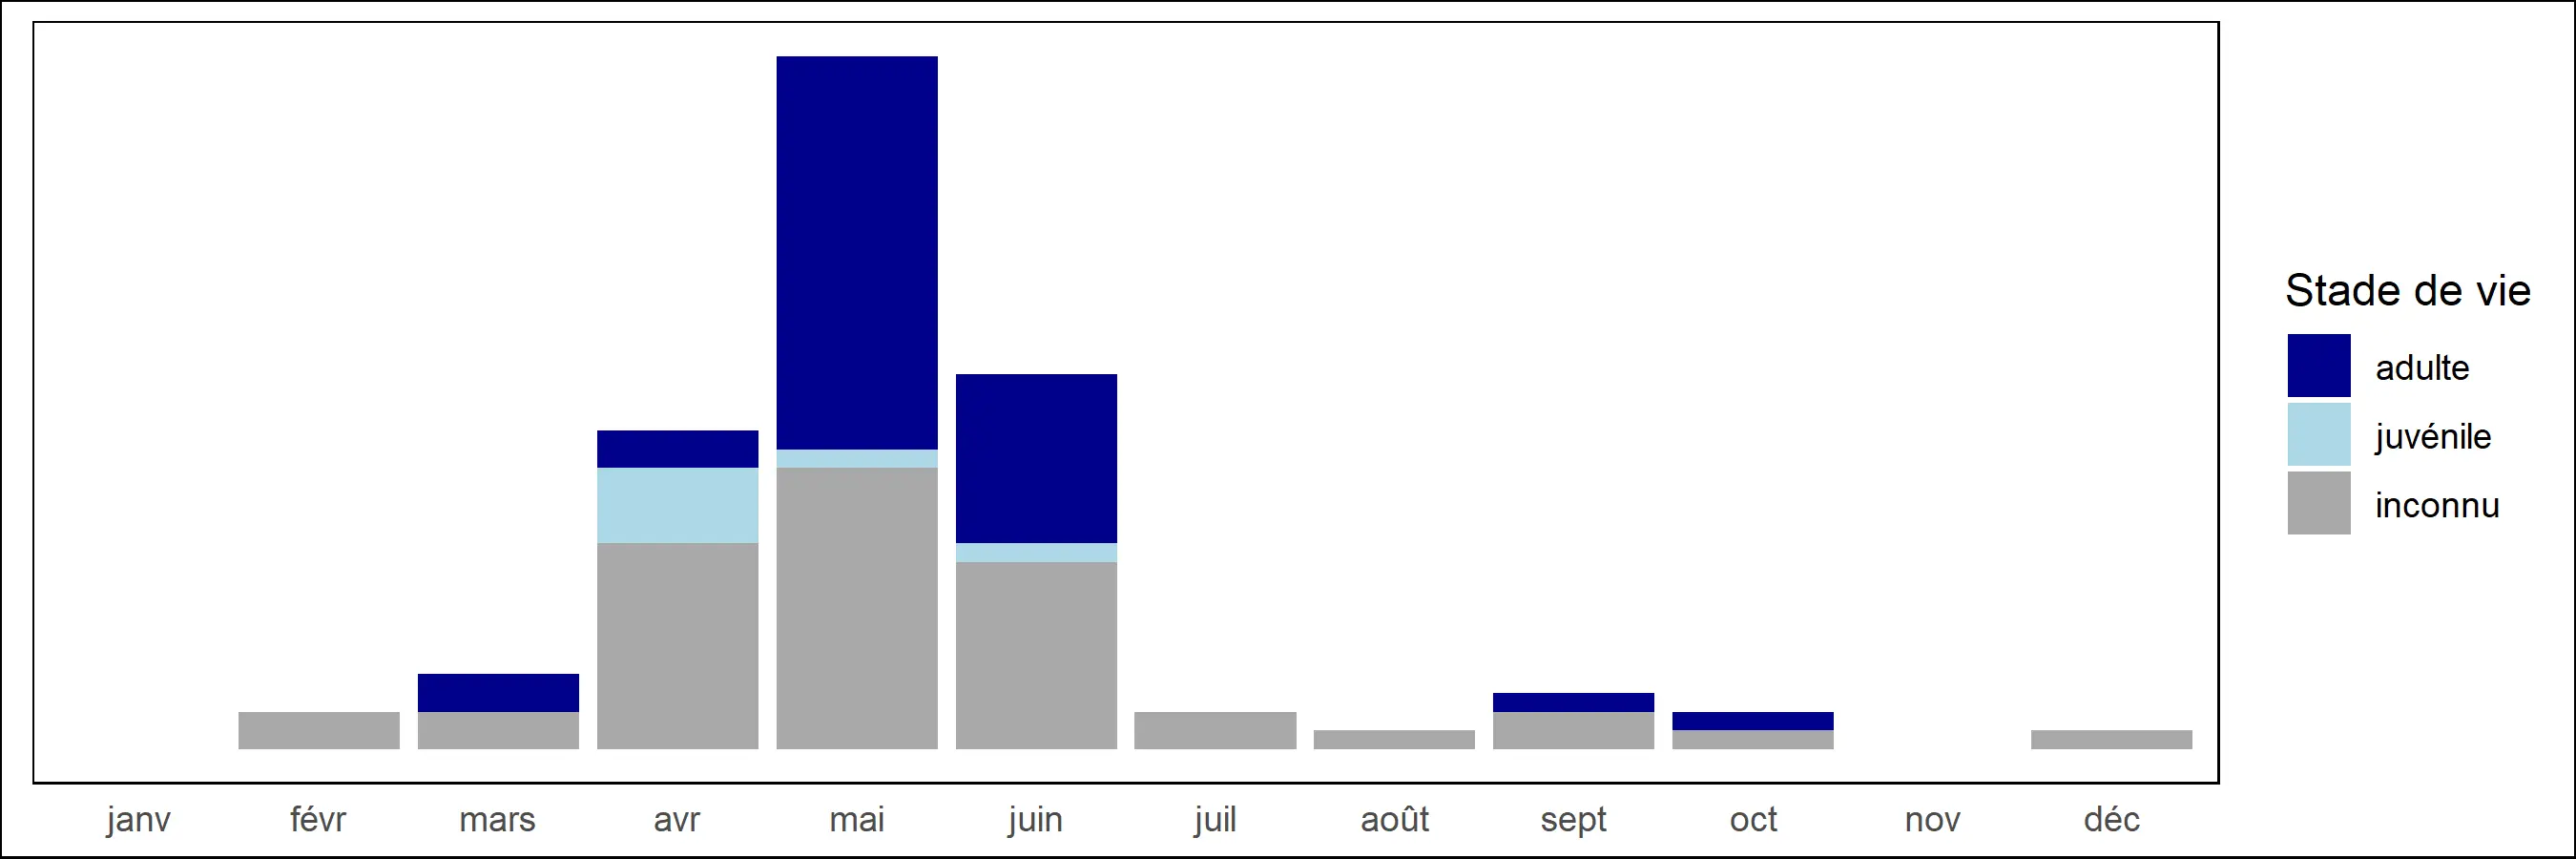 Stade de vie
adulte
juvénile
inconnu
janv févr mars avr mai juin juil août sept oct nov déc